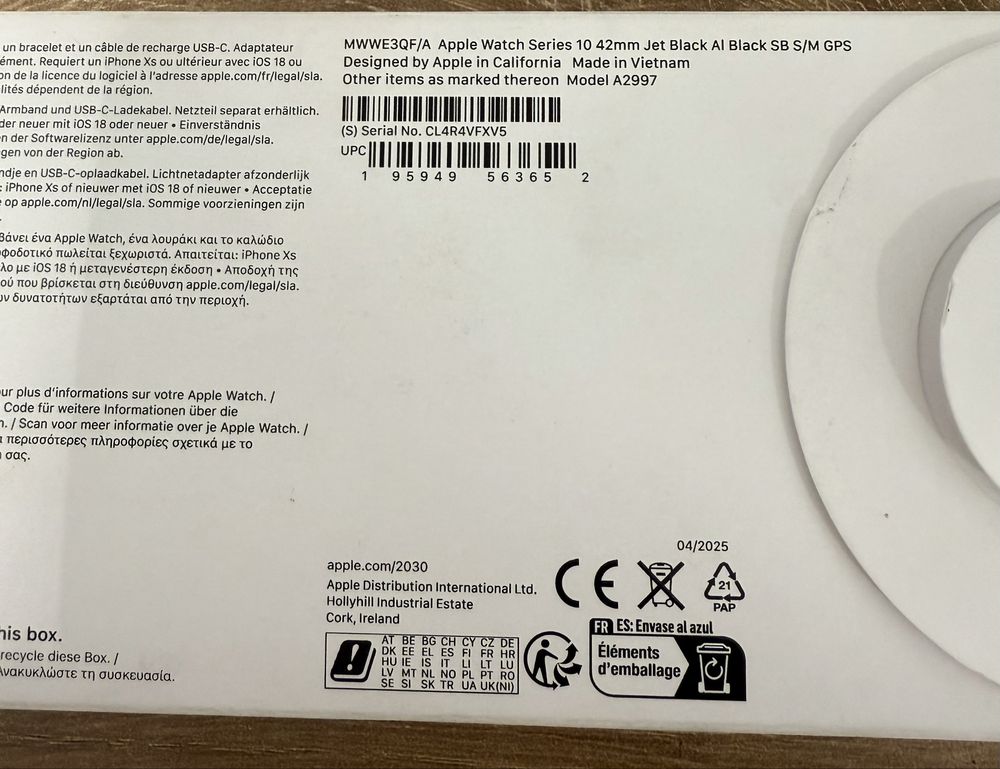 un bracelet et un câble de recharge USB-C. Adaptateur
ément. Requiert un iPhone Xs ou ultérieur avec iOS 18 ou
on de la licence du logiciel à l'adresse apple.com/fr/legal/sla.
lités dépendent de la région.
Armband und USB-C-Ladekabel. Netzteil separat erhältlich.
der neuer mit iOS 18 oder neuer • Einverständnis
en der Softwarelizenz unter apple.com/de/legal/sla.
gen von der Region ab.
ndje en USB-C-oplaadkabel. Lichtnetadapter afzonderlijk
: iPhone Xs of nieuwer met iOS 18 of nieuwer • Acceptatie
op apple.com/nl/legal/sla. Sommige voorzieningen zijn
βάνει ένα Apple Watch, ένα λουράκι και το καλώδιο
φοδοτικό πωλείται ξεχωριστά. Απαιτείται: iPhone Xs
λο με iOS 18 ή μεταγενέστερη έκδοση • Αποδοχή της
ού που βρίσκεται στη διεύθυνση apple.com/legal/sla.
ων δυνατοτήτων εξαρτάται από την περιοχή.
our plus d'informations sur votre Apple Watch. /
Code für weitere Informationen über die
n. / Scan voor meer informatie over je Apple Watch. /
α περισσότερες πληροφορίες σχετικά με το
σας.
his box.
recycle diese Box. /
Ανακυκλώστε τη συσκευασία.
MWWE3QF/A Apple Watch Series 10 42mm Jet Black Al Black SB S/M GPS
Designed by Apple in California Made in Vietnam
Other items as marked thereon Model A2997
(S) Serial No. CL4R4VFXV5
UPC
1 95949 56365 2
04/2025
apple.com/2030
Apple Distribution International Ltd.
Hollyhill Industrial Estate
Cork, Ireland
CE
21
PAP
AT BE BG CH CY CZ DE
DK EE EL ES FI FR HR
HU IE IS IT LI LT LU
LV MT NL NO PL PT RO
SE SI SK TR UA UK(NI)
FR ES: Envase al azul
Éléments
d'emballage